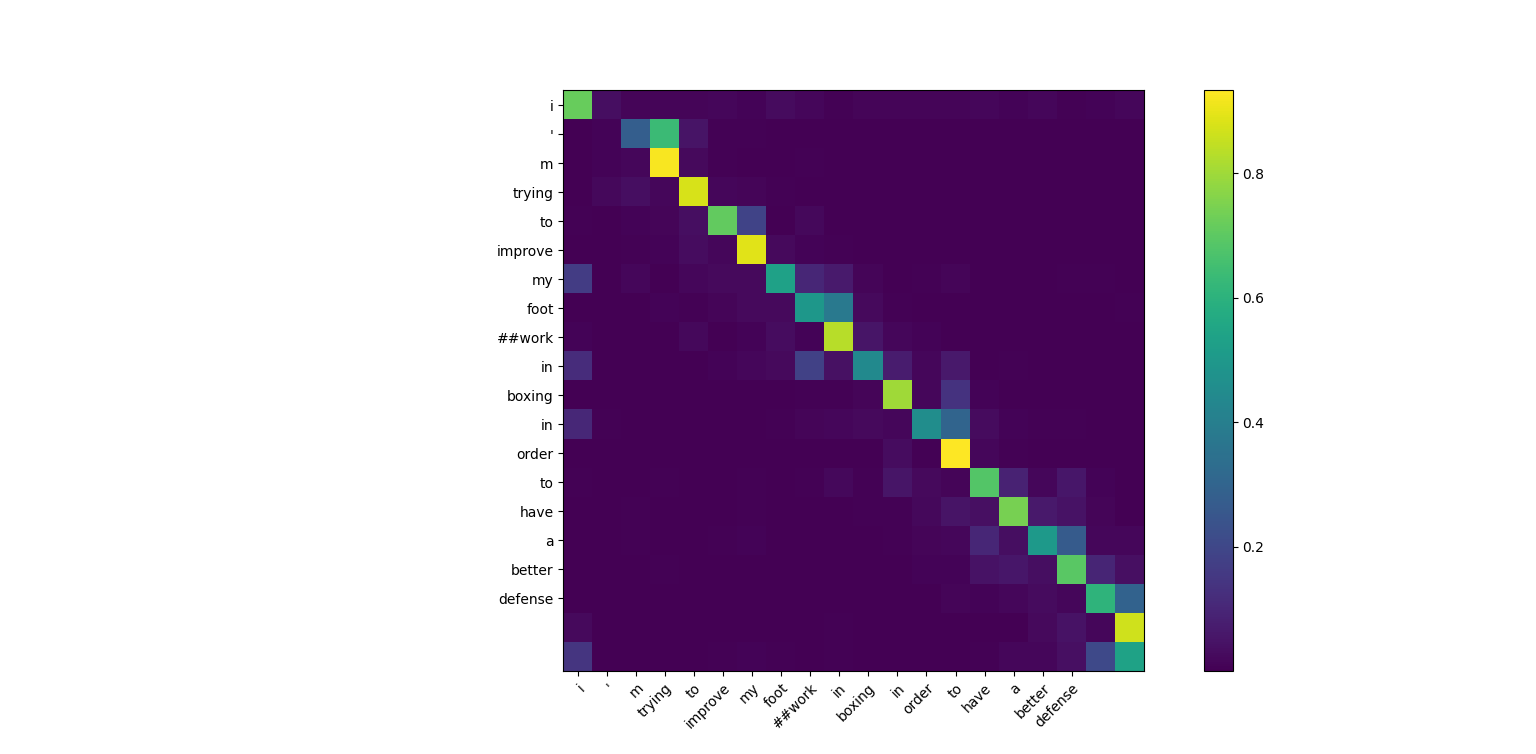 i
'
m
trying
to
improve
my
foot
##work
in
boxing
in
order
to
have
a
better
defense
0.8
0.6
0.4
0.2
i
'
m
trying
to
improve
my
foot
##work
in
boxing
in
order
to
have
a
better
defense